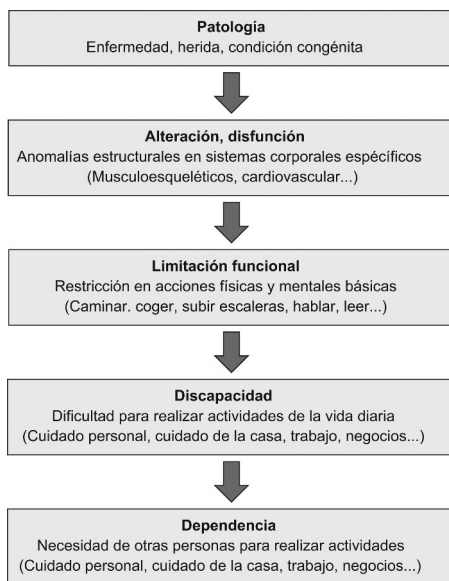 Patología
Enfermedad, herida, condición congénita
Alteración, disfunción
Anomalías estructurales en sistemas corporales espécíficos
(Musculoesqueléticos, cardiovascular...)
Limitación funcional
Restricción en acciones físicas y mentales básicas
(Caminar. coger, subir escaleras, hablar, leer...)
Discapacidad
Dificultad para realizar actividades de la vida diaria
(Cuidado personal, cuidado de la casa, trabajo, negocios...)
Dependencia
Necesidad de otras personas para realizar actividades
(Cuidado personal, cuidado de la casa, trabajo, negocios...)